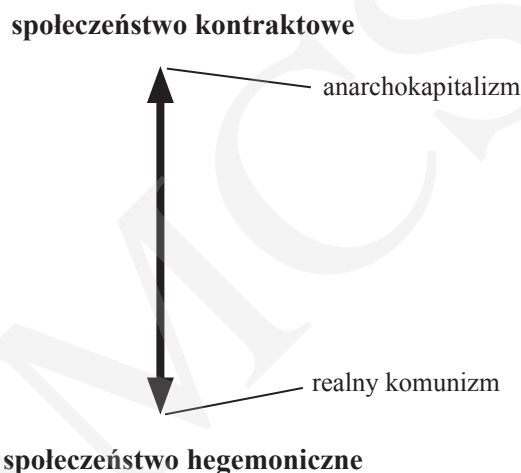 społeczeństwo kontraktowe
anarchokapitalizm
realny komunizm
społeczeństwo hegemoniczne